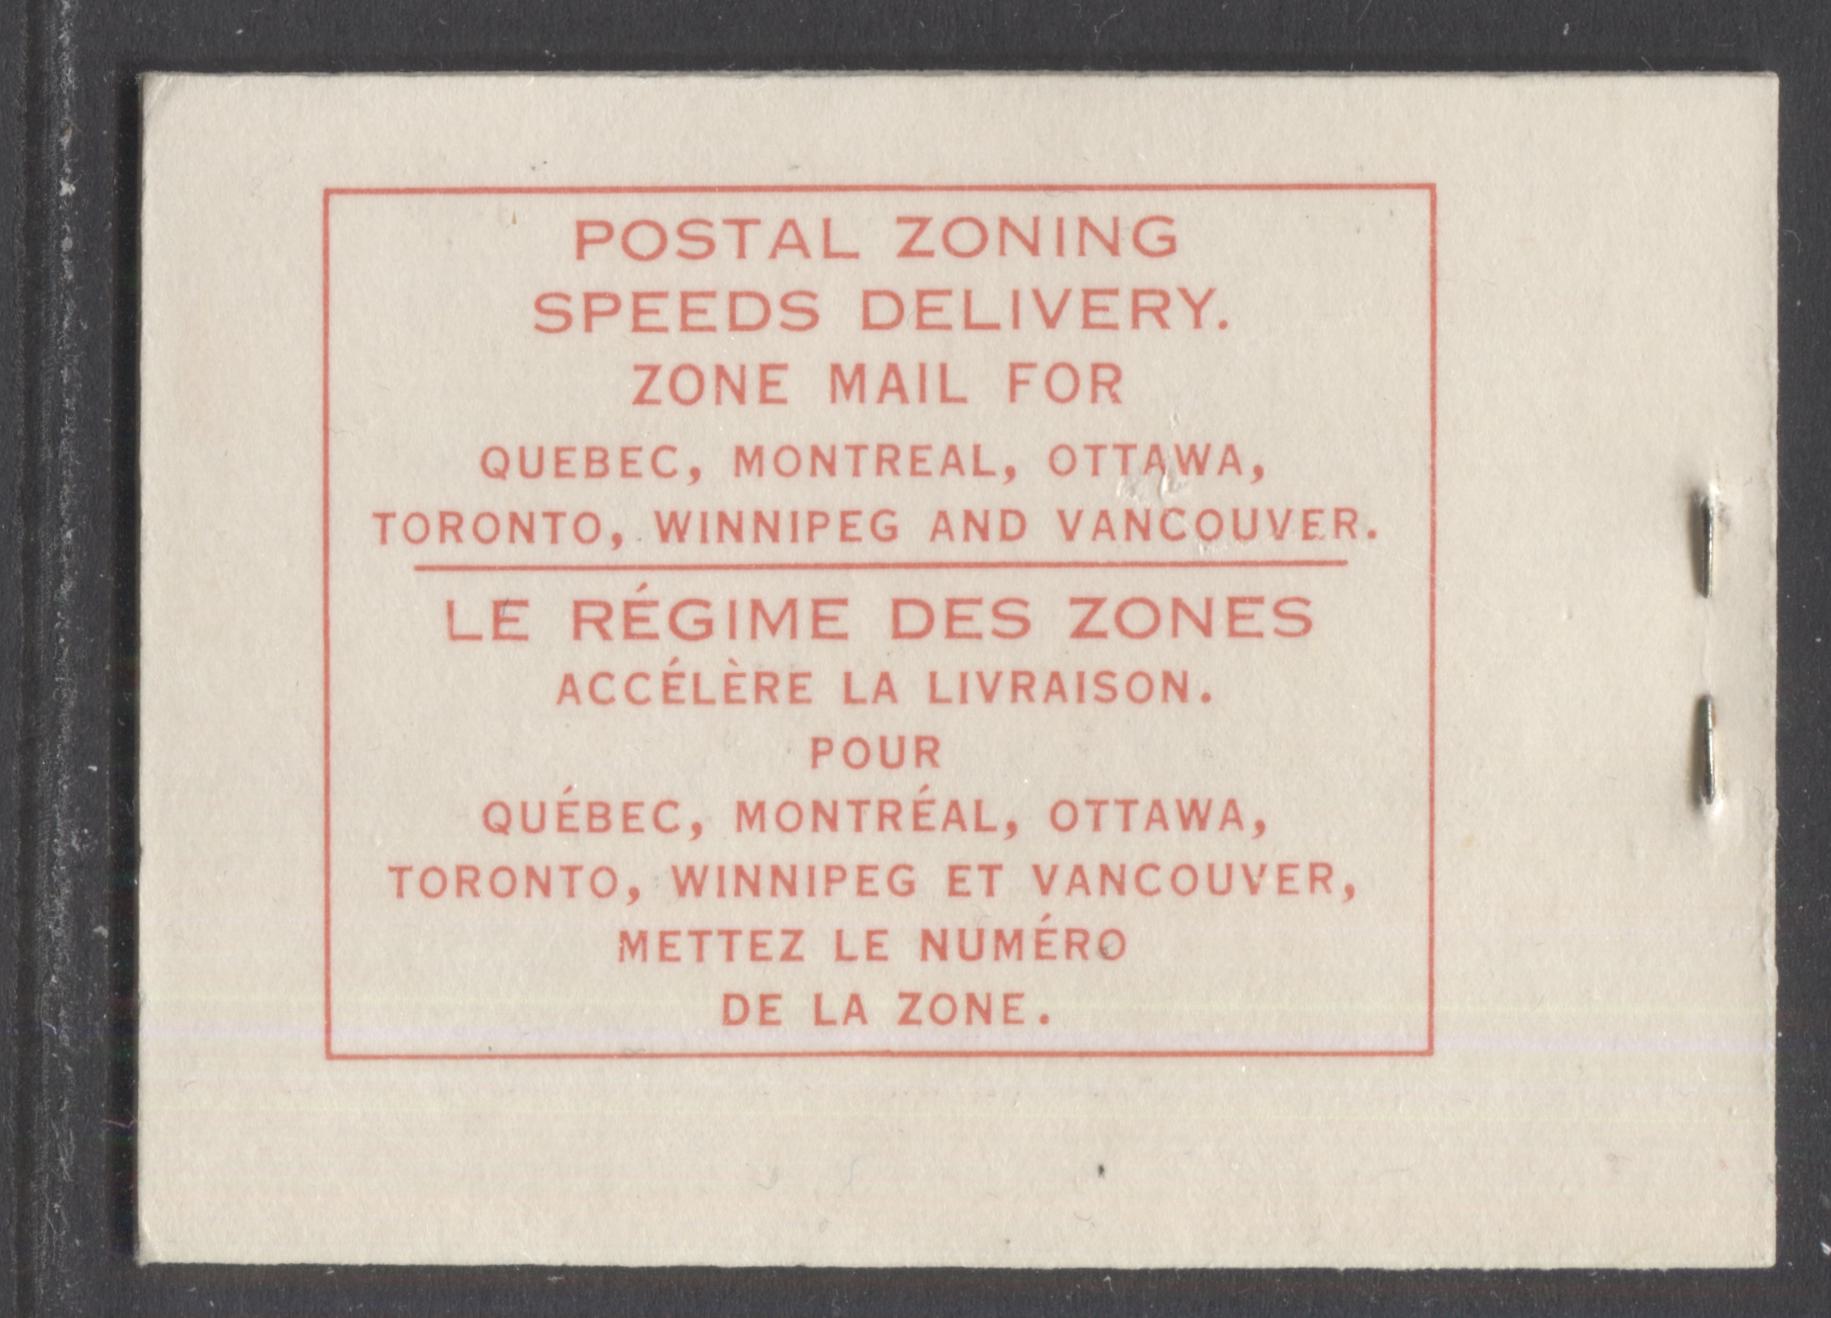 POSTAL ZONING
SPEEDS DELIVERY.
ZONE MAIL FOR
QUEBEC, MONTREAL, OTTAWA,
TORONTO, WINNIPEG AND VANCOUVER.
LE RÉGIME DES ZONES
ACCÉLÈRE LA LIVRAISON.
POUR
QUÉBEC, MONTRÉAL, OTTAWA,
TORONTO, WINNIPEG ET VANCOUVER,
METTEZ LE NUMÉRO
DE LA ZONE.